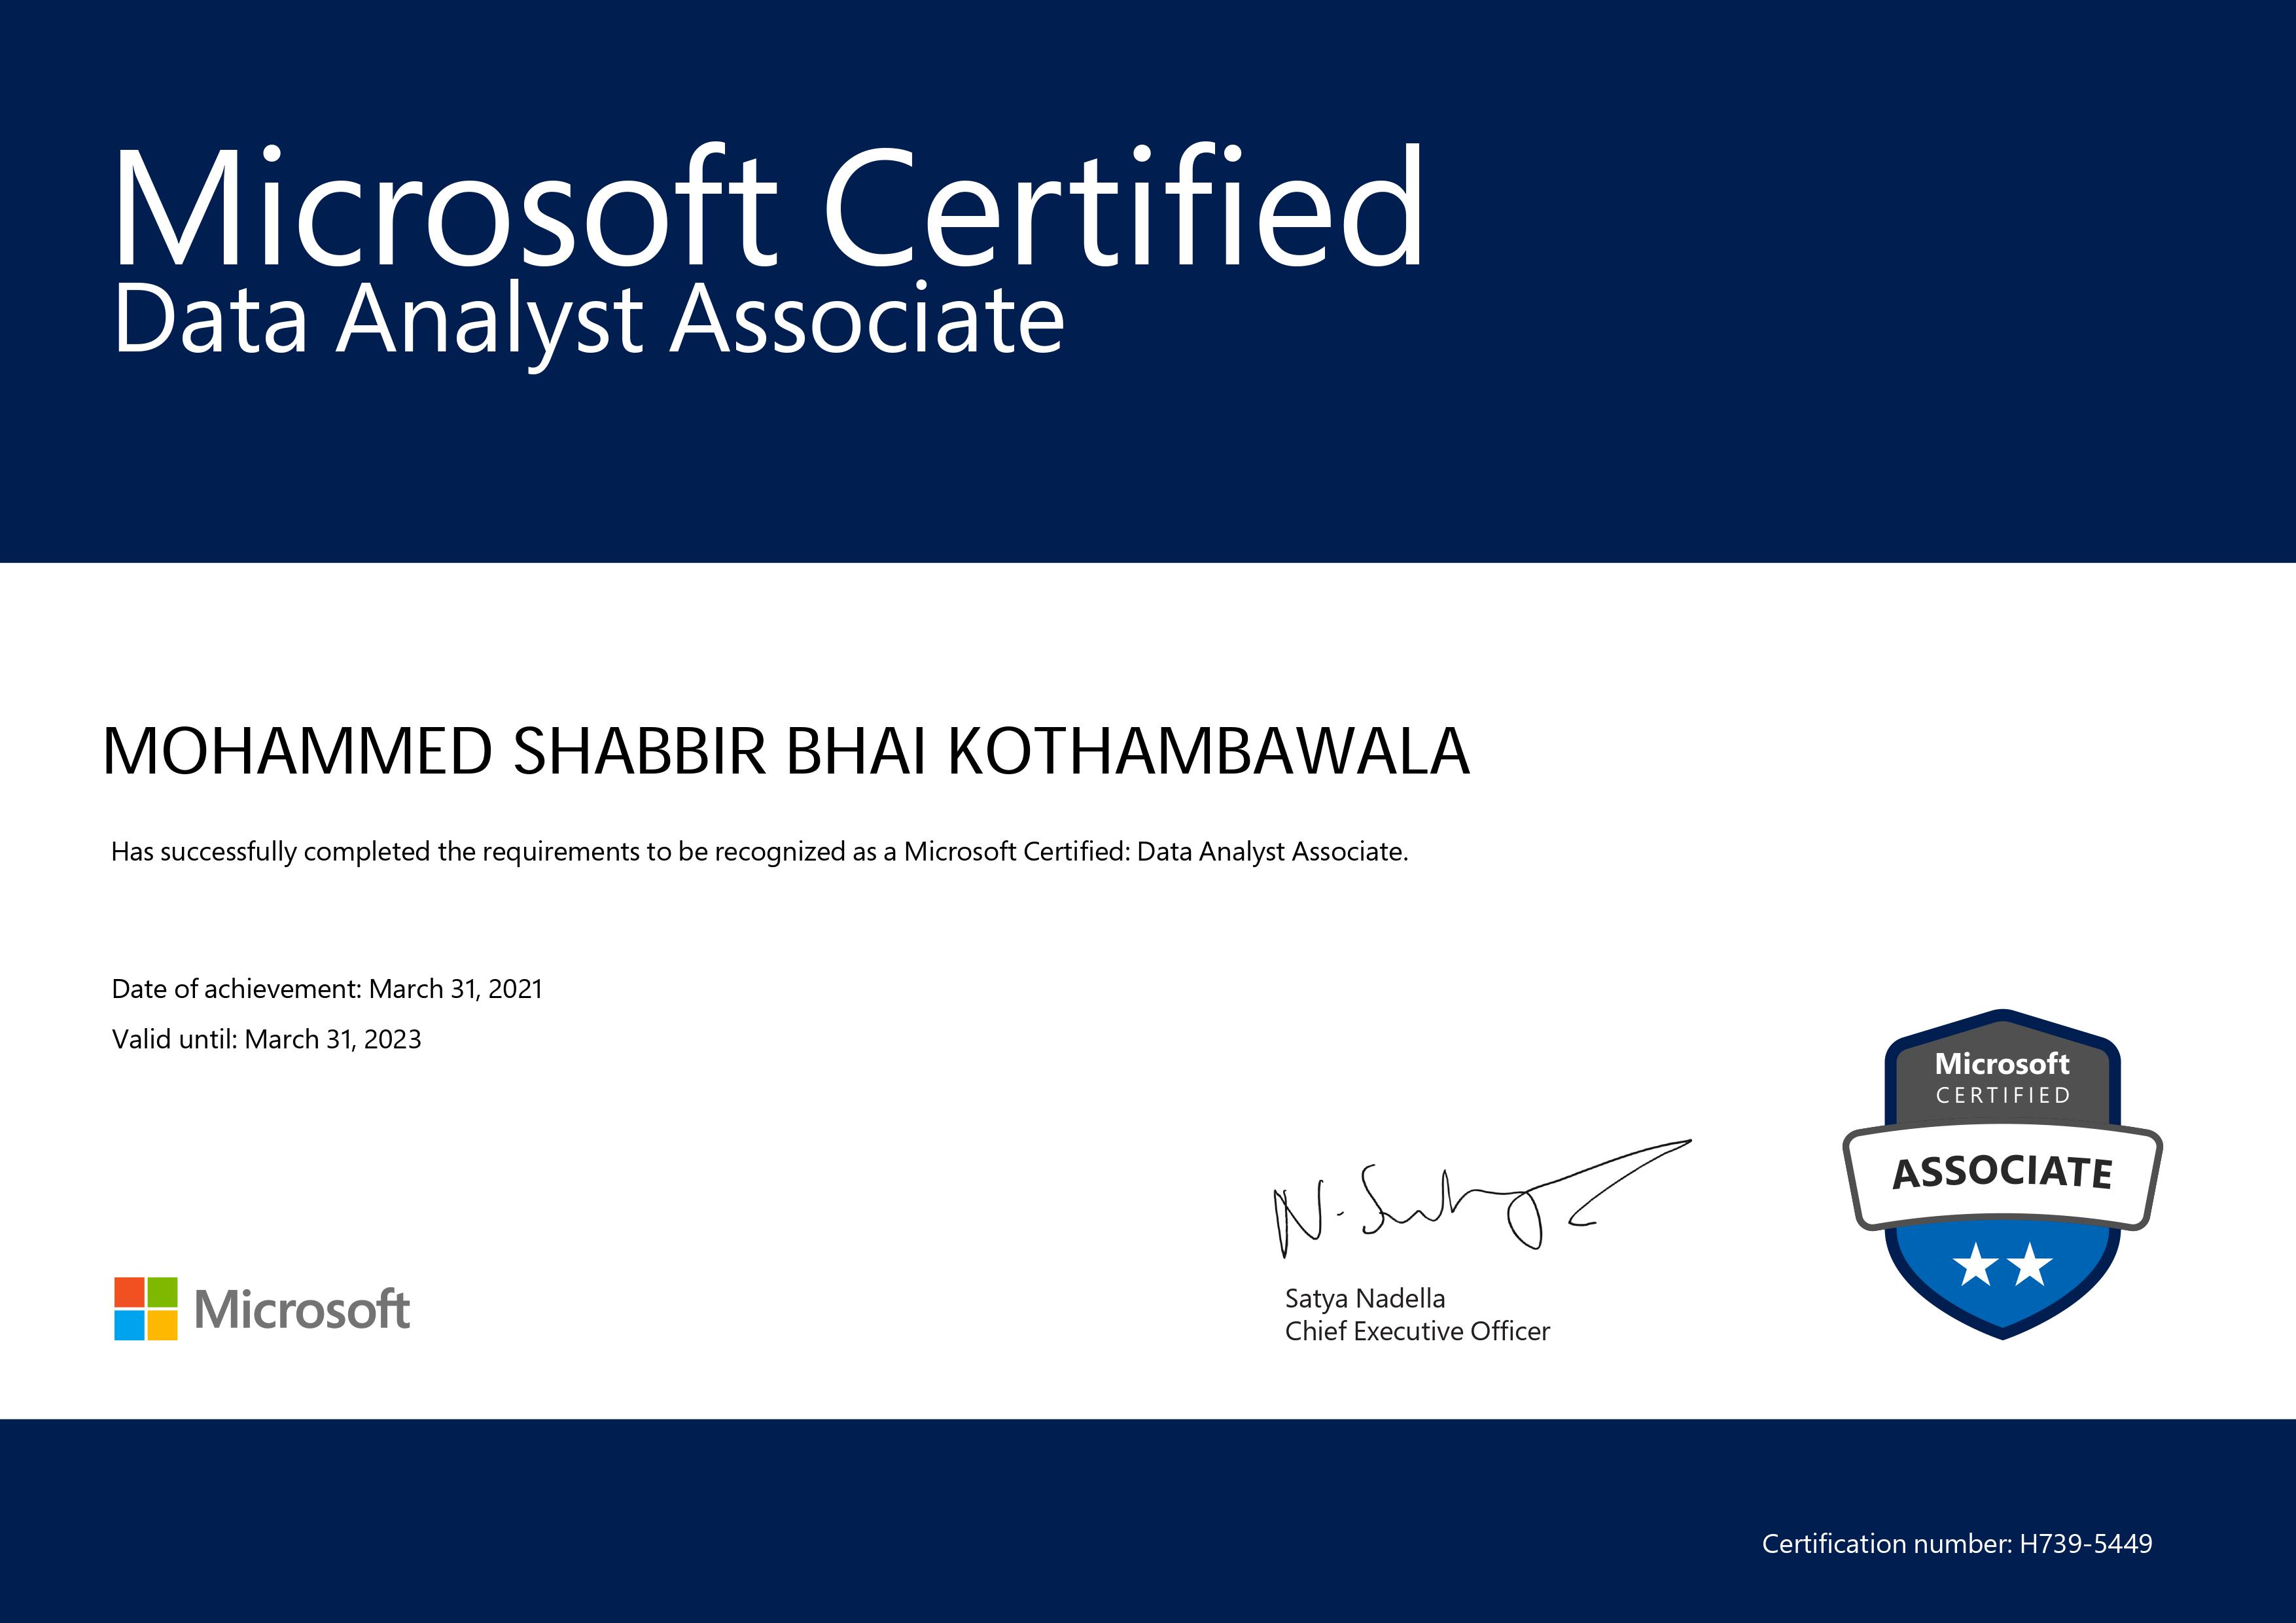 Microsoft Certified
Data Analyst Associate
MOHAMMED SHABBIR BHAI KOTHAMBAWALA
Has successfully completed the requirements to be recognized as a Microsoft Certified: Data Analyst Associate.
Date of achievement: March 31, 2021
Valid until: March 31, 2023
Microsoft
CERTIFIED
ASSOCIATE
Satya Nadella
Chief Executive Officer
Microsoft
Certification number: H739-5449